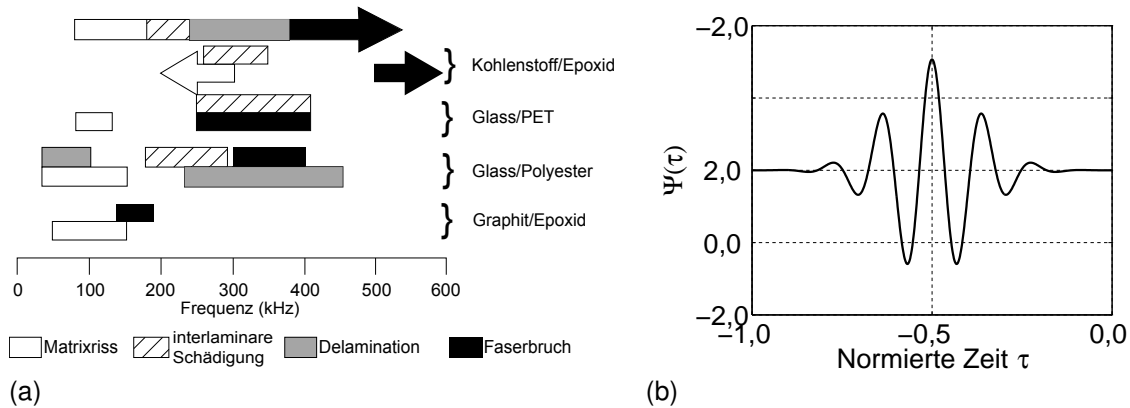 Kohlenstoff/Epoxid
Glass/PET
Glass/Polyester
Graphit/Epoxid
0 100 200 300 400 500 600
Frequenz (kHz)
Matrixriss
interlaminare
Schädigung
Delamination
Faserbruch
(a)
−2,0
2,0
0,0
−2,0
Ψ(τ)
−1,0 −0,5 0,0
Normierte Zeit τ
(b)